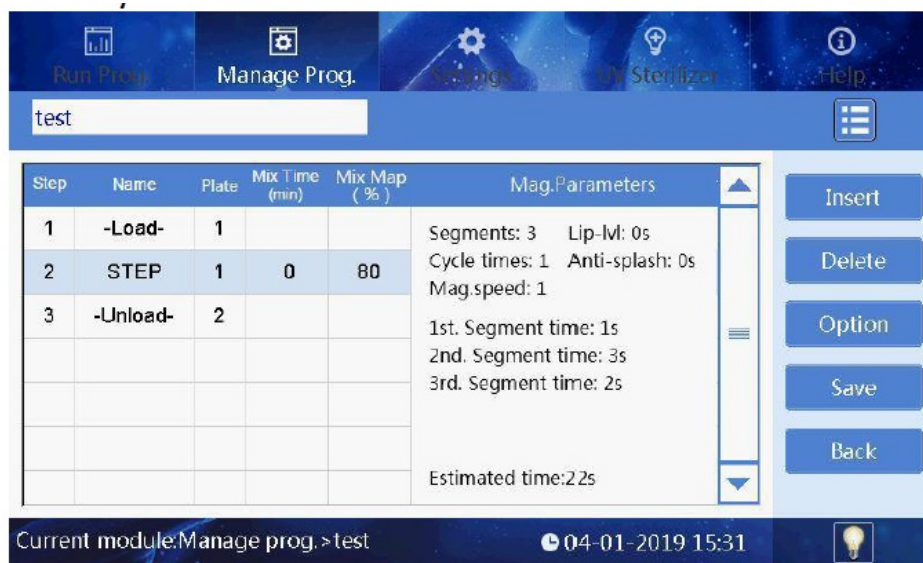 Run Prog. Manage Prog. Settings UV Sterilizer Help
test
Step Name Plate Mix Time (min) Mix Map ( % ) Mag.Parameters
1 -Load- 1
2 STEP 1 0 80
3 -Unload- 2
Segments: 3 Lip-lvl: 0s
Cycle times: 1 Anti-splash: 0s
Mag.speed: 1
1st. Segment time: 1s
2nd. Segment time: 3s
3rd. Segment time: 2s
Estimated time:22s
Insert
Delete
Option
Save
Back
Current module:Manage prog.>test 04-01-2019 15:31